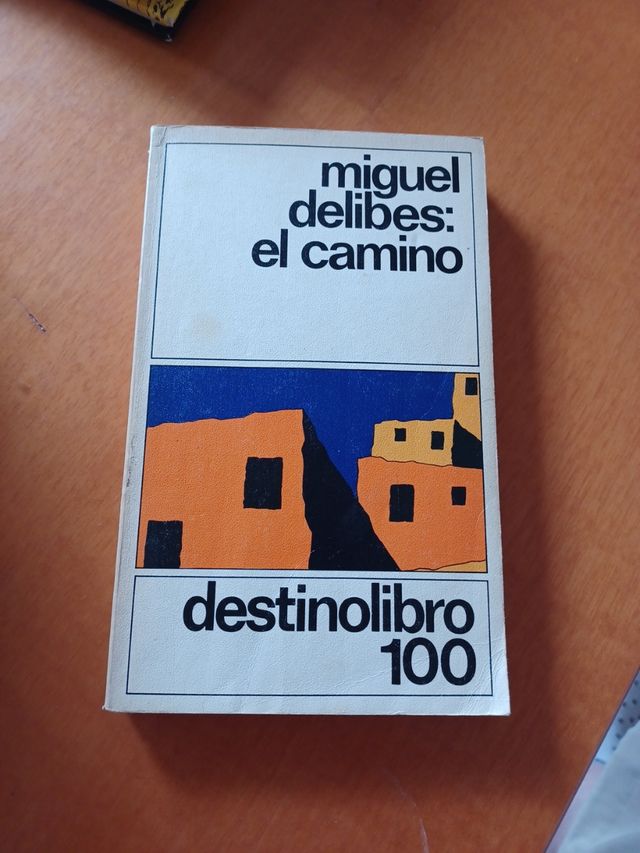 miguel
delibes:
el camino
destinolibro
100